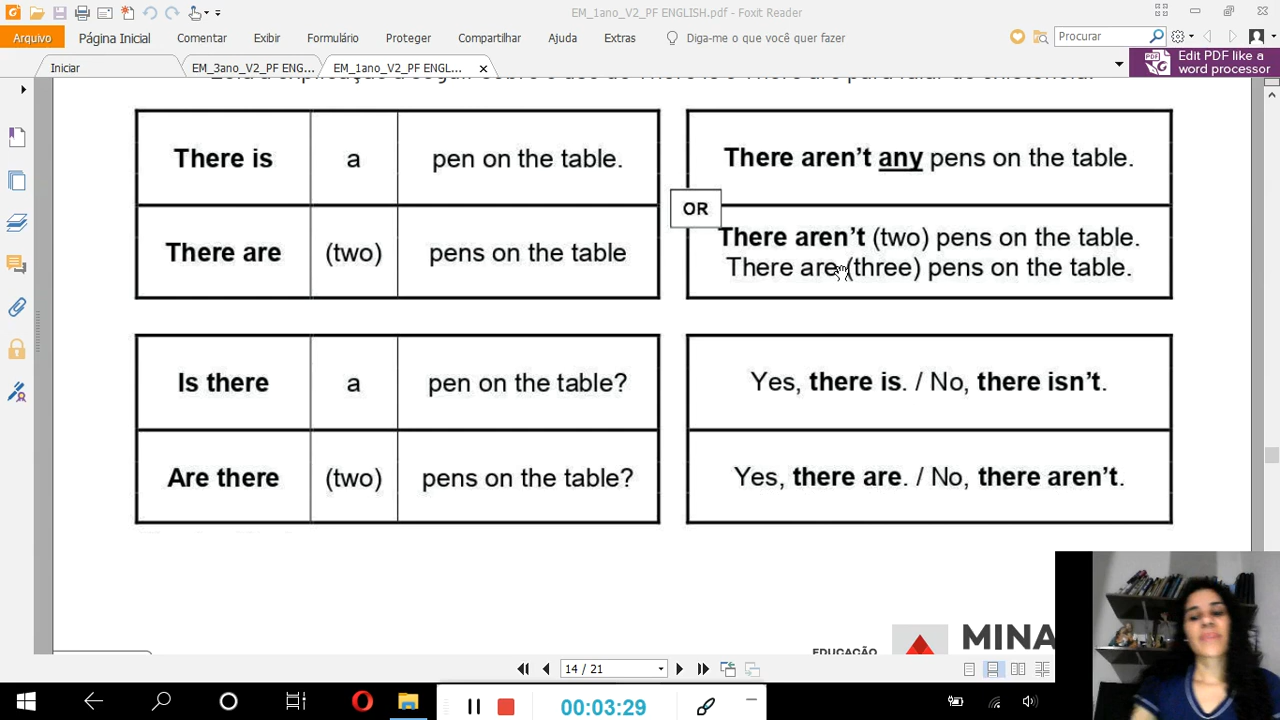 EM_1ano_V2_PF ENGLISH.pdf - Foxit Reader
Arquivo
Página Inicial
Comentar
Exibir
Formulário
Proteger
Compartilhar
Ajuda
Extras
Diga-me o que você quer fazer
Procurar
Iniciar
EM_3ano_V2_PF ENG...
EM_1ano_V2_PF ENGL...
Edit PDF like a
word processor
There is a pen on the table.
There are (two) pens on the table
OR
There aren’t any pens on the table.
There aren’t (two) pens on the table.
There are (three) pens on the table.
Is there a pen on the table?
Are there (two) pens on the table?
Yes, there is. / No, there isn’t.
Yes, there are. / No, there aren’t.
EDUCAÇÃO
MINA
14 / 21
00:03:29